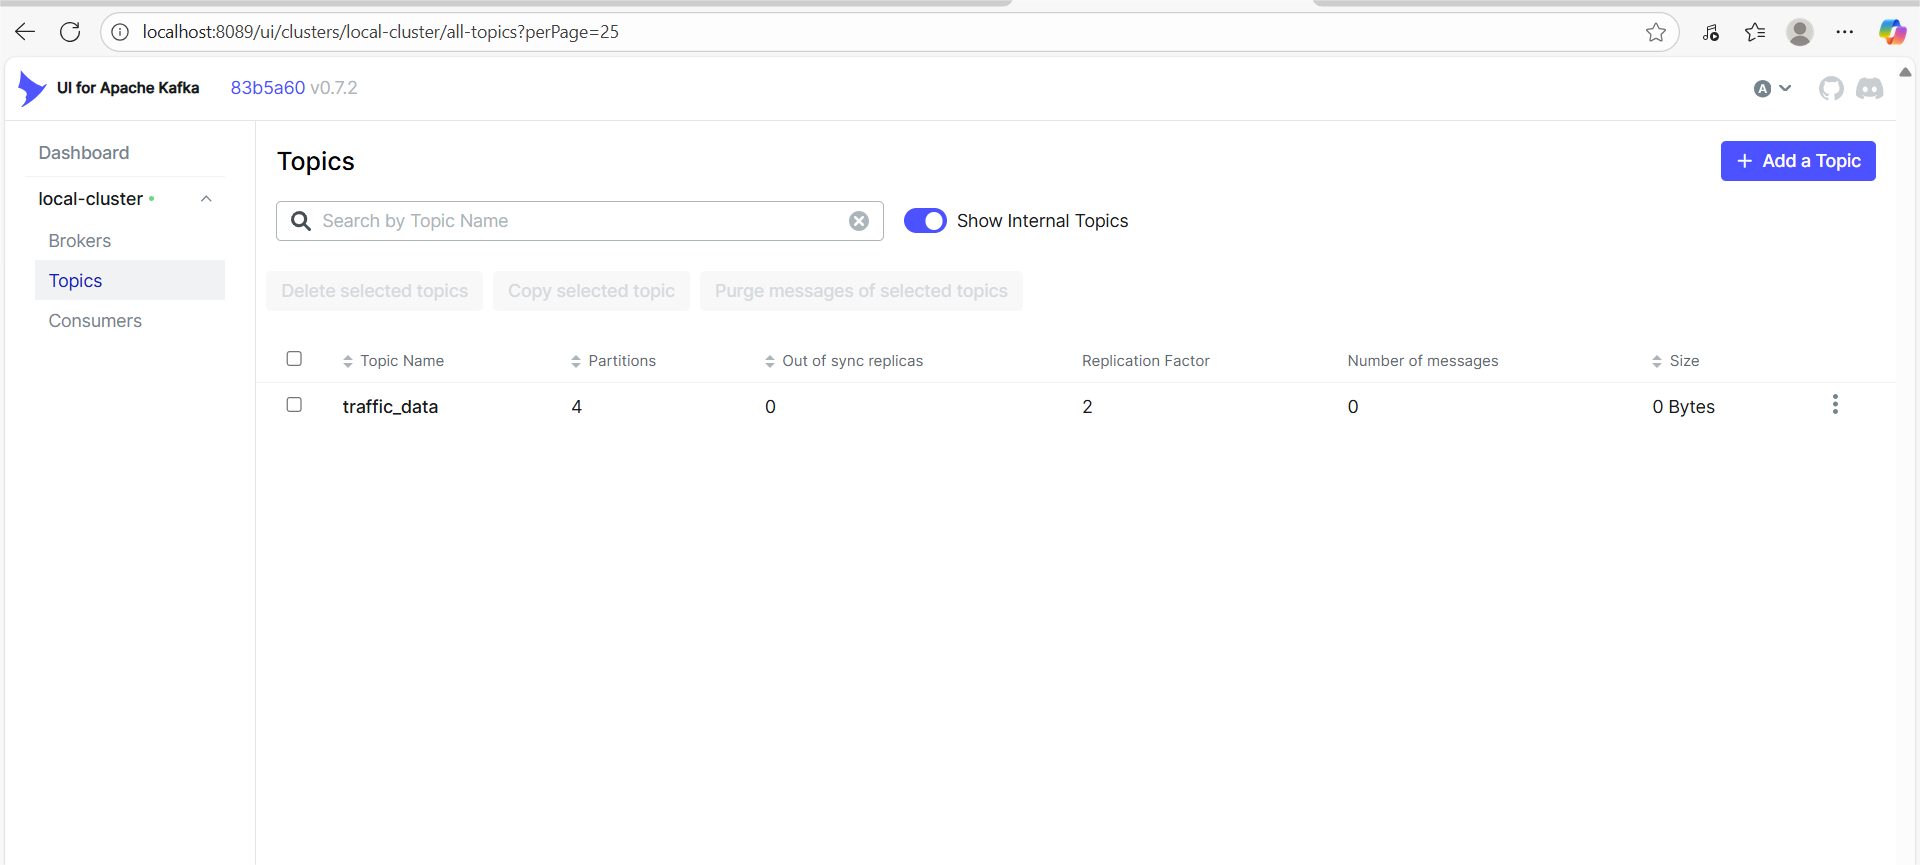 localhost:8089/ui/clusters/local-cluster/all-topics?perPage=25
UI for Apache Kafka 83b5a60 v0.7.2
A
Dashboard
local-cluster
Brokers
Topics
Consumers
Topics
+ Add a Topic
Search by Topic Name
Show Internal Topics
Delete selected topics Copy selected topic Purge messages of selected topics
Topic Name Partitions Out of sync replicas Replication Factor Number of messages Size
traffic_data 4 0 2 0 0 Bytes